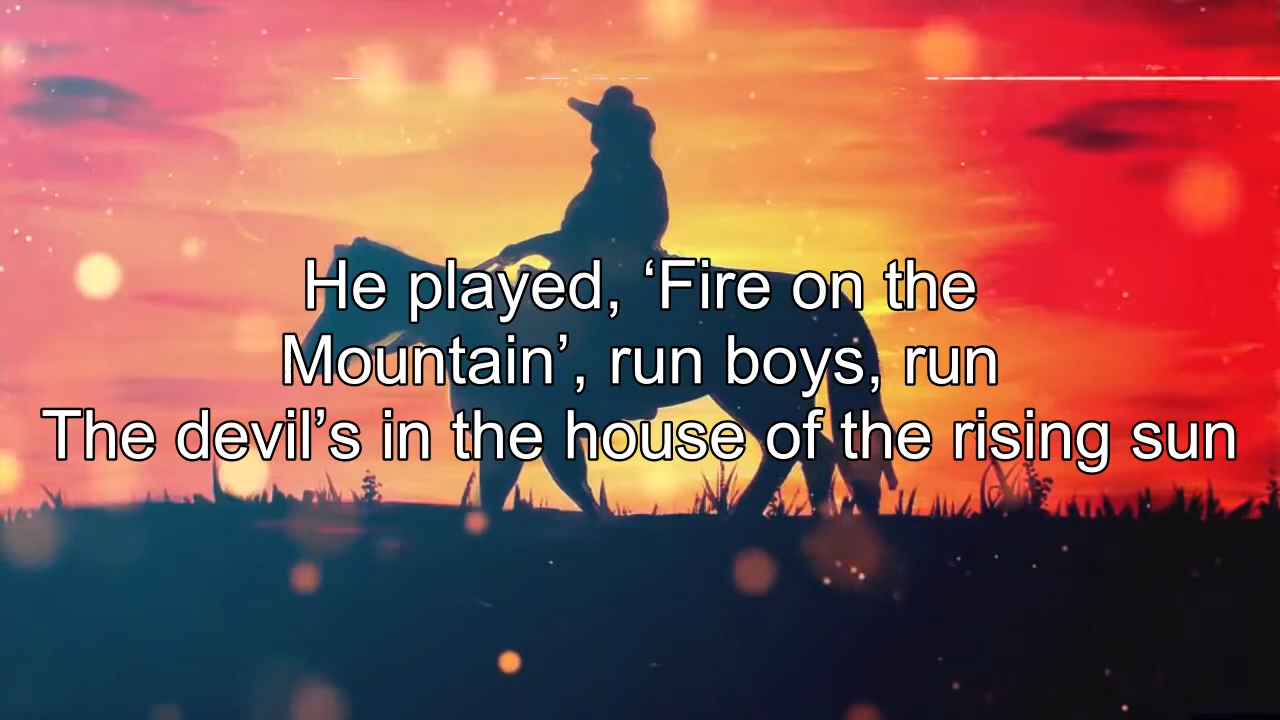 He played, ‘Fire on the
Mountain’, run boys, run
The devil’s in the house of the rising sun